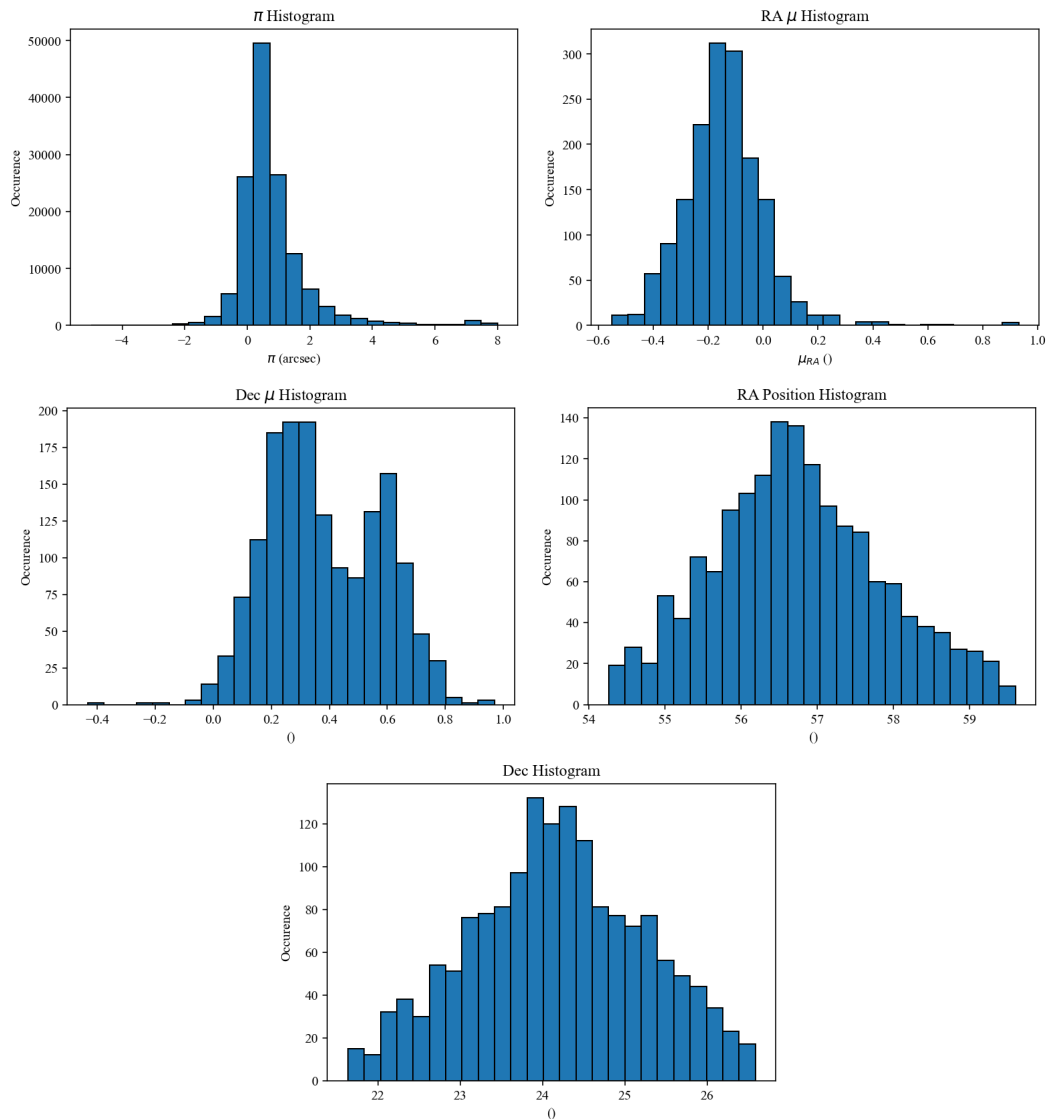 π Histogram
Occurence
50000
40000
30000
20000
10000
0
−4 −2 0 2 4 6 8
π (arcsec)
RA μ Histogram
Occurence
300
250
200
150
100
50
0
−0.6 −0.4 −0.2 0.0 0.2 0.4 0.6 0.8 1.0
μRA ()
Dec μ Histogram
Occurence
200
175
150
125
100
75
50
25
0
−0.4 −0.2 0.0 0.2 0.4 0.6 0.8 1.0
()
RA Position Histogram
Occurence
140
120
100
80
60
40
20
0
54 55 56 57 58 59
()
Dec Histogram
Occurence
120
100
80
60
40
20
0
22 23 24 25 26
()